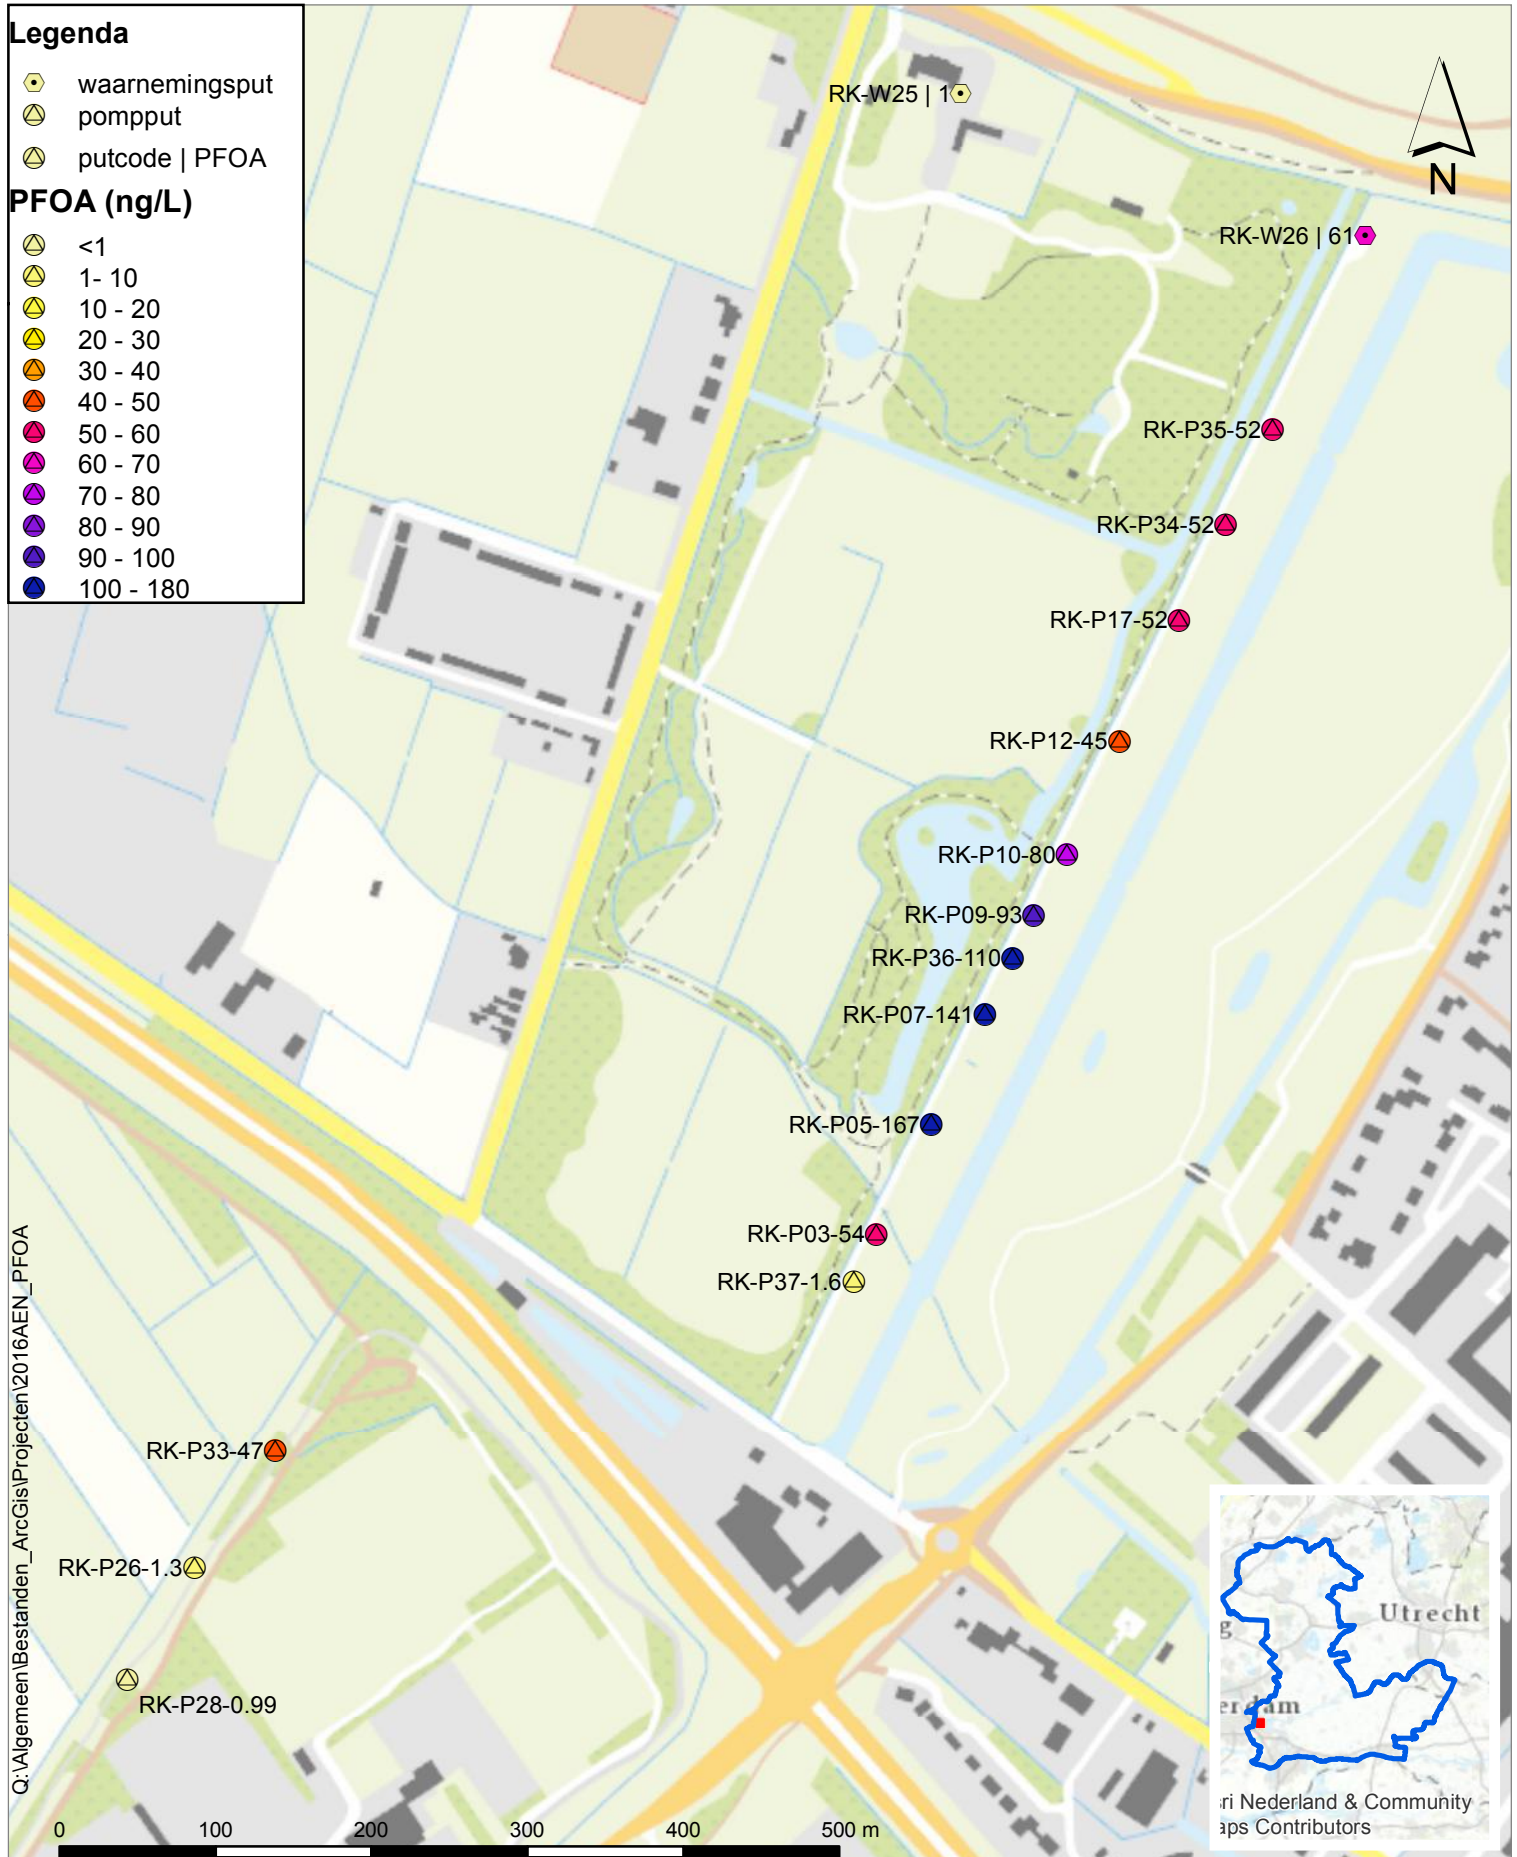 Legenda
waarnemingsput
pompput
putcode | PFOA
PFOA (ng/L)
<1
1- 10
10 - 20
20 - 30
30 - 40
40 - 50
50 - 60
60 - 70
70 - 80
80 - 90
90 - 100
100 - 180
N
RK-W25 | 1
RK-W26 | 61
RK-P35-52
RK-P34-52
RK-P17-52
RK-P12-45
RK-P10-80
RK-P09-93
RK-P36-110
RK-P07-141
RK-P05-167
RK-P03-54
RK-P37-1.6
RK-P33-47
RK-P26-1.3
RK-P28-0.99
Q:\Algemeen\Bestanden_ArcGis\Projecten\2016AEN_PFOA
0 100 200 300 400 500 m
Utrecht
g
erdam
ri Nederland & Community
aps Contributors